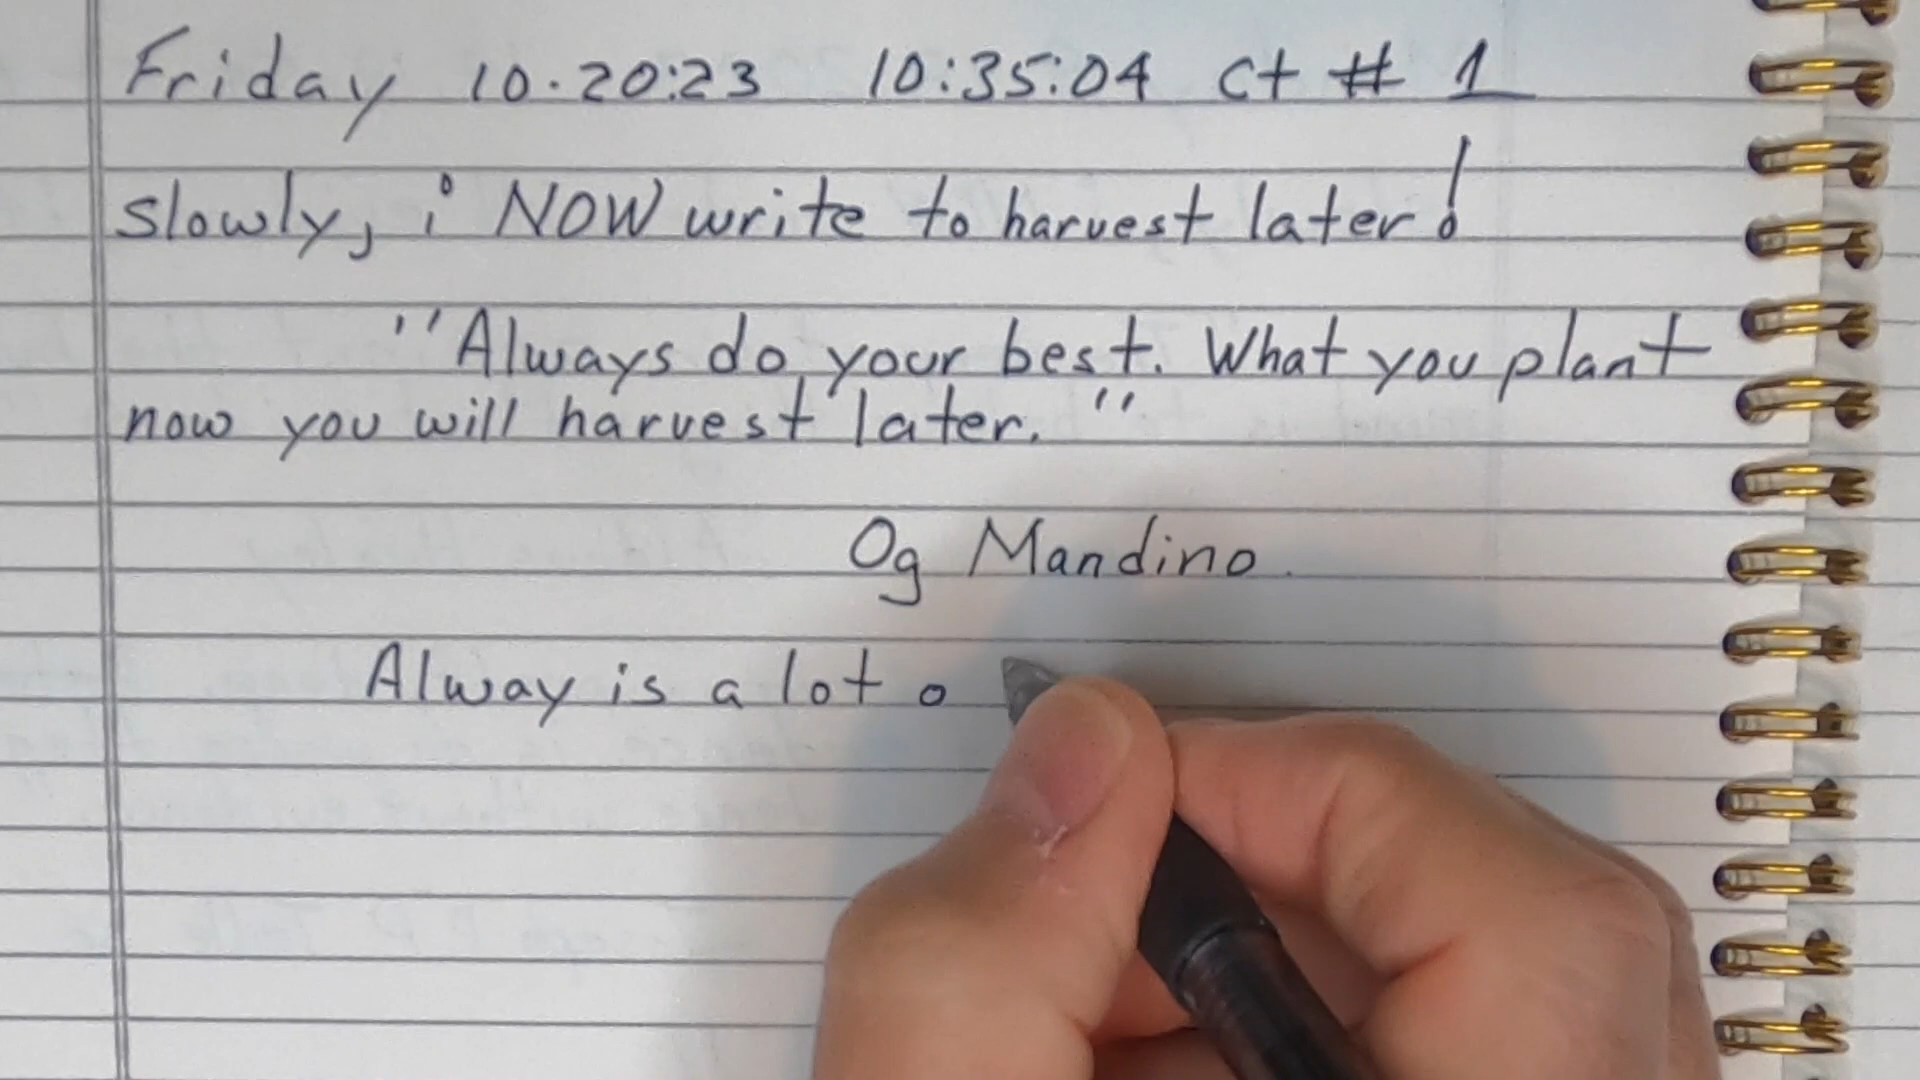 Friday 10.20:23 10:35:04 Ct # 1
slowly, i NOW write to harvest later!
"Always do your best. What you plant
now you will harvest later."
Og Mandino.
Alway is a lot o